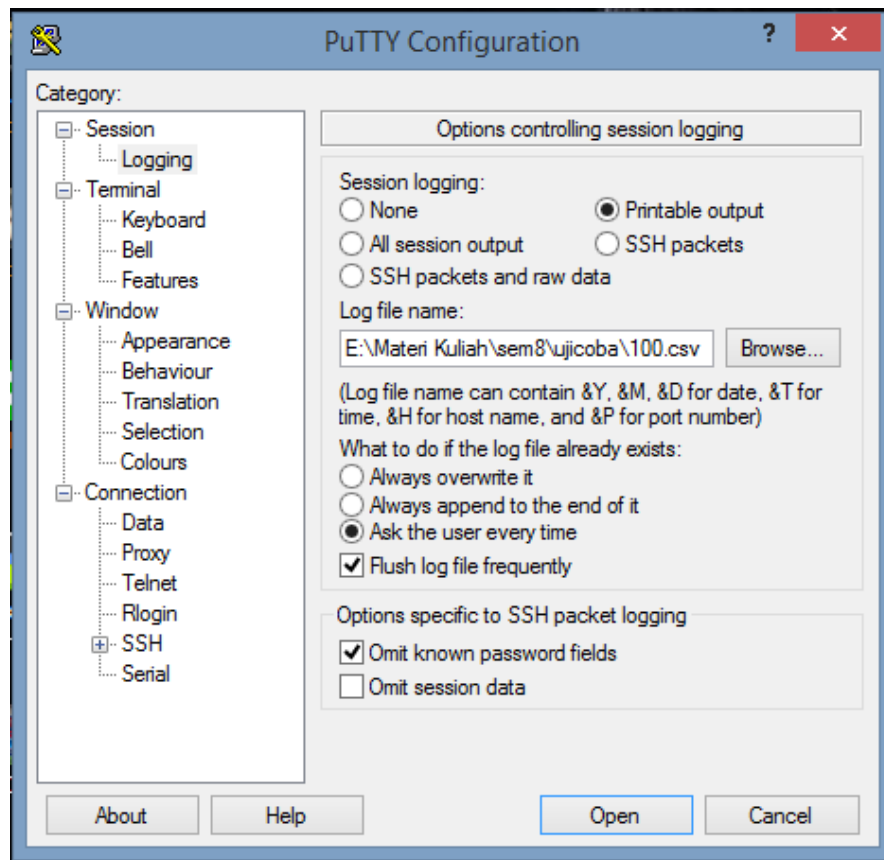 PuTTY Configuration
?
Category:
Session
Logging
Terminal
Keyboard
Bell
Features
Window
Appearance
Behaviour
Translation
Selection
Colours
Connection
Data
Proxy
Telnet
Rlogin
SSH
Serial
Options controlling session logging
Session logging:
None Printable output
All session output SSH packets
SSH packets and raw data
Log file name:
E:\Materi Kuliah\sem8\ujicoba\100.csv Browse...
(Log file name can contain &Y, &M, &D for date, &T for
time, &H for host name, and &P for port number)
What to do if the log file already exists:
Always overwrite it
Always append to the end of it
Ask the user every time
Flush log file frequently
Options specific to SSH packet logging
Omit known password fields
Omit session data
About Help Open Cancel